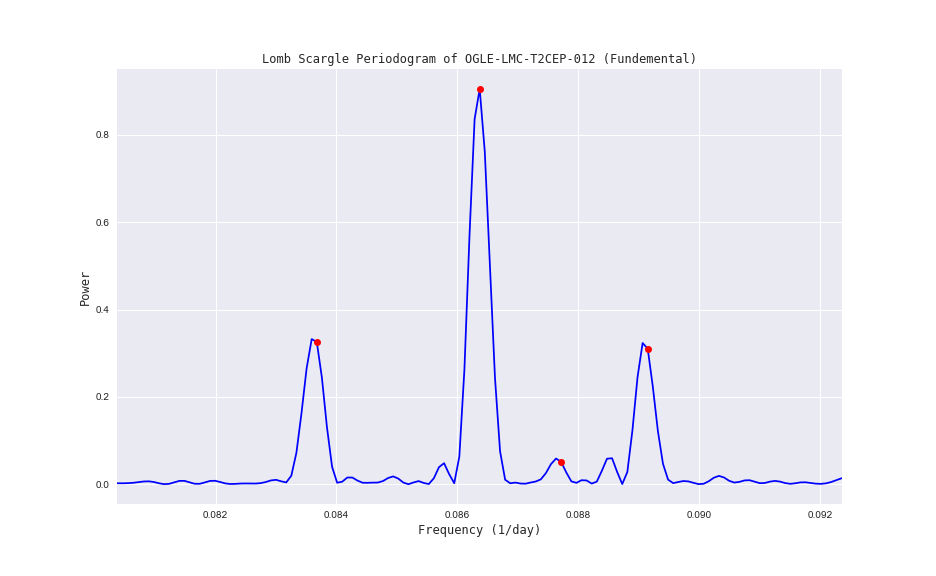 Lomb Scargle Periodogram of OGLE-LMC-T2CEP-012 (Fundemental)
0.8
0.6
0.4
0.2
0.0
Power
0.082 0.084 0.086 0.088 0.090 0.092
Frequency (1/day)